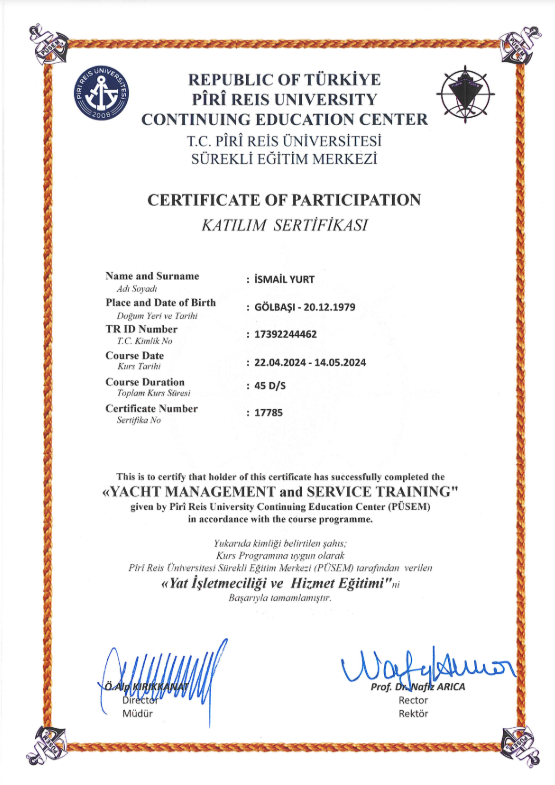 PÜSEM
PÜSEM
PÎRÎ REİS ÜNİVERSİTESİ
2008
REPUBLIC OF TÜRKİYE
PÎRÎ REIS UNIVERSITY
CONTINUING EDUCATION CENTER
T.C. PÎRÎ REİS ÜNİVERSİTESİ
SÜREKLİ EĞİTİM MERKEZİ
CERTIFICATE OF PARTICIPATION
KATILIM SERTİFİKASI
Name and Surname : İSMAİL YURT
Adı Soyadı
Place and Date of Birth : GÖLBAŞI - 20.12.1979
Doğum Yeri ve Tarihi
TR ID Number : 17392244462
T.C. Kimlik No
Course Date : 22.04.2024 - 14.05.2024
Kurs Tarihi
Course Duration : 45 D/S
Toplam Kurs Süresi
Certificate Number : 17785
Sertifika No
This is to certify that holder of this certificate has successfully completed the
«YACHT MANAGEMENT and SERVICE TRAINING"
given by Pîrî Reis University Continuing Education Center (PÜSEM)
in accordance with the course programme.
Yukarıda kimliği belirtilen şahıs;
Kurs Programına uygun olarak
Pîrî Reis Üniversitesi Sürekli Eğitim Merkezi (PÜSEM) tarafından verilen
«Yat İşletmeciliği ve Hizmet Eğitimi"ni
Başarıyla tamamlamıştır.
Ö.Alp KIRIKKANAT
Director
Müdür
Prof. Dr. Nafiz ARICA
Rector
Rektör
PÜSEM
PÜSEM